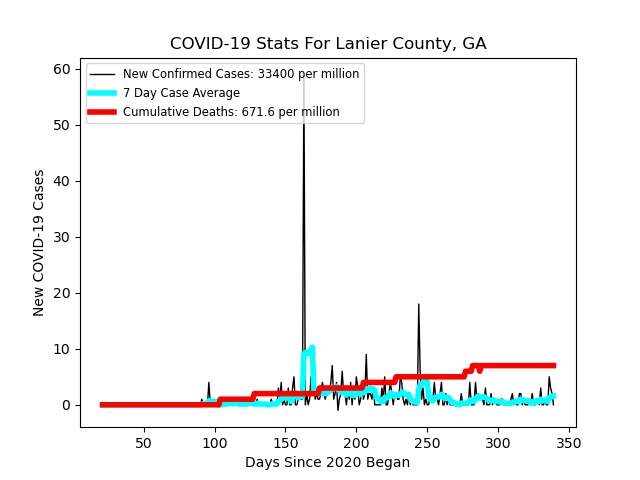 COVID-19 Stats For Lanier County, GA
New Confirmed Cases: 33400 per million
7 Day Case Average
Cumulative Deaths: 671.6 per million
New COVID-19 Cases
60
50
40
30
20
10
0
50 100 150 200 250 300 350
Days Since 2020 Began